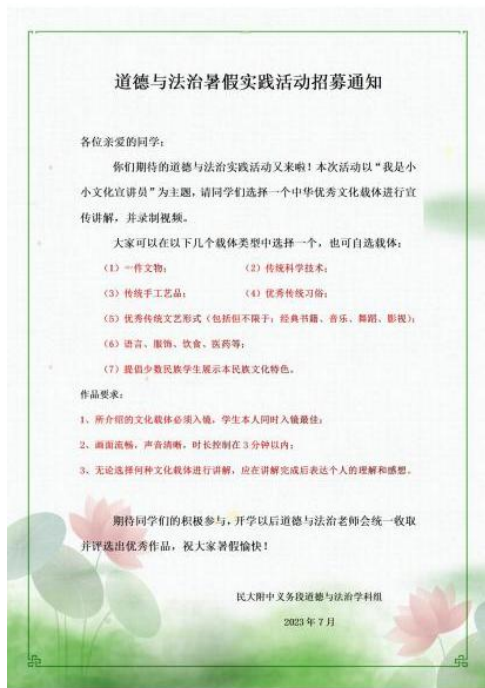 道德与法治暑假实践活动招募通知
各位亲爱的同学：
你们期待的道德与法治实践活动又来啦！本次活动以“我是小
小文化宣讲员”为主题，请同学们选择一个中华优秀文化载体进行宣
传讲解，并录制视频。
大家可以在以下几个载体类型中选择一个，也可自选载体：
（1）一件文物； （2）传统科学技术；
（3）传统手工艺品； （4）优秀传统习俗；
（5）优秀传统文艺形式（包括但不限于：经典书籍、音乐、舞蹈、影视）；
（6）语言、服饰、饮食、医药等；
（7）提倡少数民族学生展示本民族文化特色。
作品要求：
1、所介绍的文化载体必须入镜，学生本人同时入镜最佳；
2、画面流畅，声音清晰，时长控制在 3 分钟以内；
3、无论选择何种文化载体进行讲解，应在讲解完成后表达个人的理解和感想。
期待同学们的积极参与，开学以后道德与法治老师会统一收取
并评选出优秀作品，祝大家暑假愉快！
民大附中义务段道德与法治学科组
2023 年 7 月